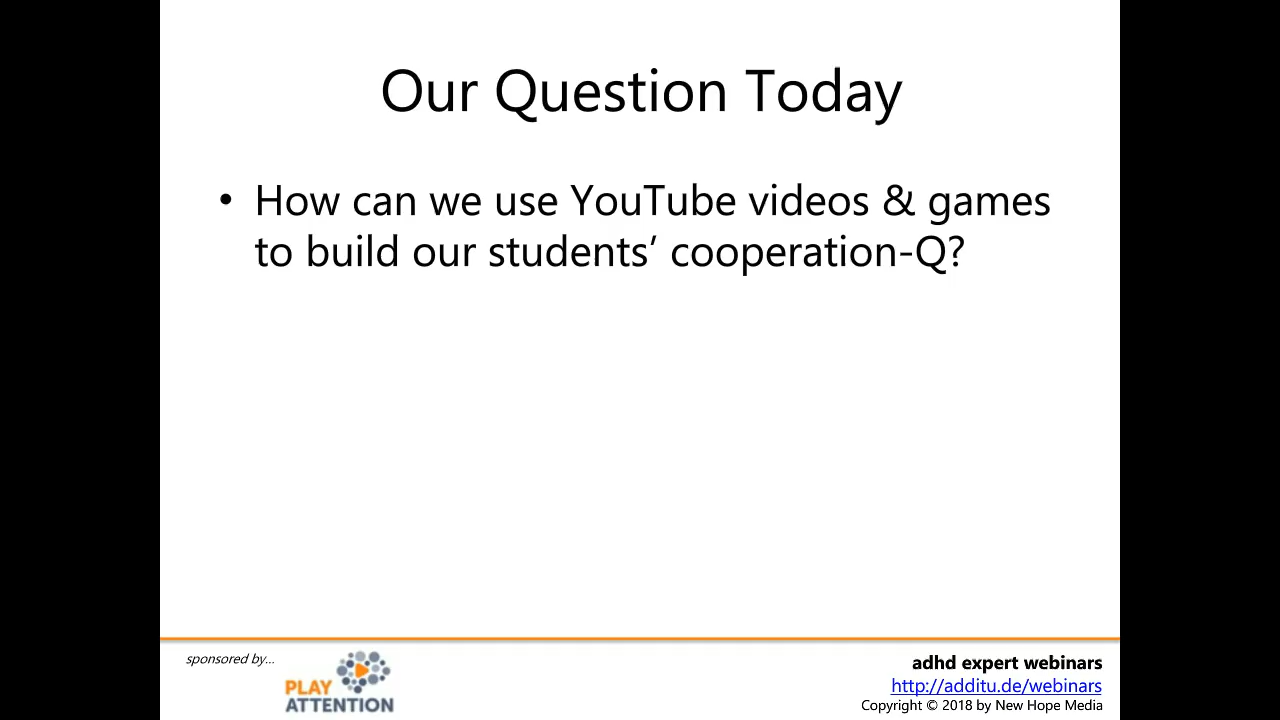 Our Question Today
• How can we use YouTube videos & games
to build our students’ cooperation-Q?
sponsored by...
PLAY
ATTENTION
adhd expert webinars
http://additu.de/webinars
Copyright © 2018 by New Hope Media